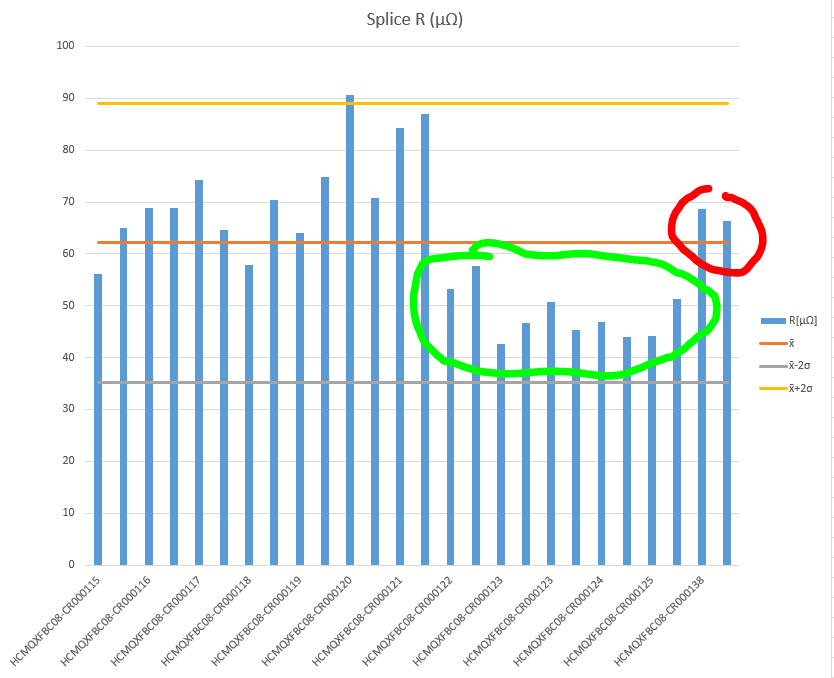 Splice R (µΩ)
100
90
80
70
60
50
40
30
20
10
0
HCMQXFBC08-CR000115
HCMQXFBC08-CR000116
HCMQXFBC08-CR000117
HCMQXFBC08-CR000118
HCMQXFBC08-CR000119
HCMQXFBC08-CR000120
HCMQXFBC08-CR000121
HCMQXFBC08-CR000122
HCMQXFBC08-CR000123
HCMQXFBC08-CR000123
HCMQXFBC08-CR000124
HCMQXFBC08-CR000125
HCMQXFBC08-CR000138
R[µΩ]
x̄
x̄-2σ
x̄+2σ